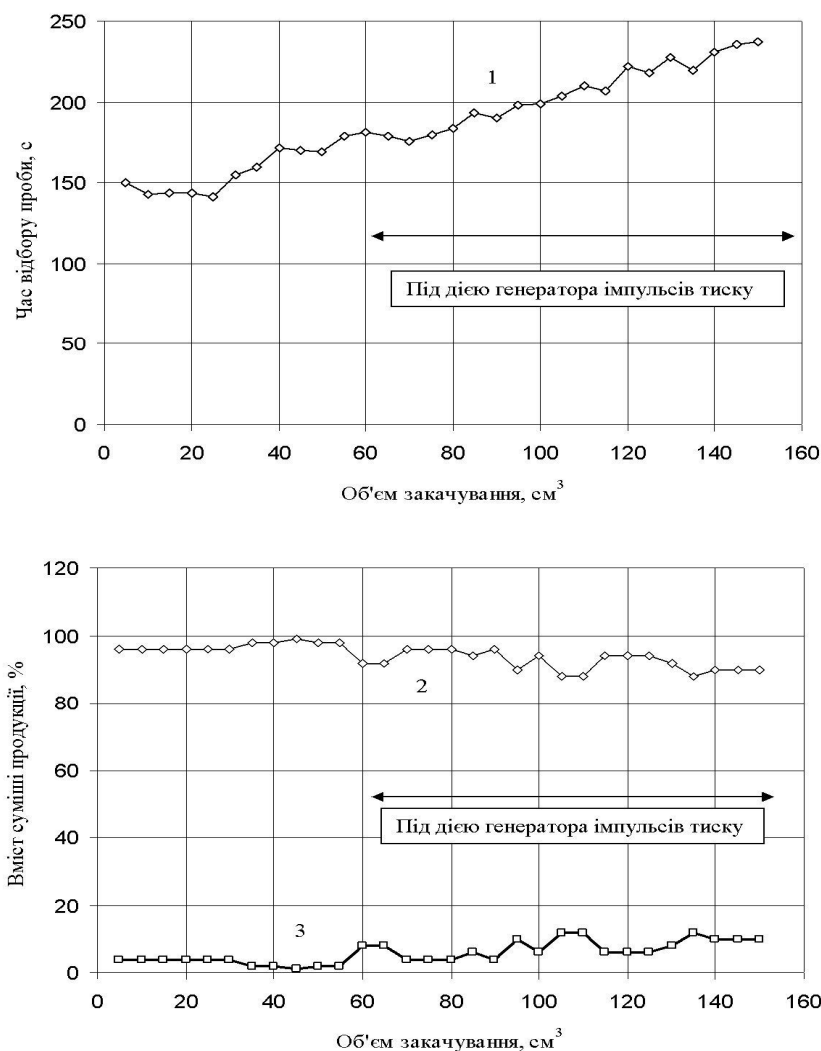 250
200
150
100
50
0
1
Час відбору проби, с
Під дією генератора імпульсів тиску
0 20 40 60 80 100 120 140 160
Об'єм закачування, см³
120
100
80
60
40
20
0
2
3
Вміст суміші продукції, %
Під дією генератора імпульсів тиску
0 20 40 60 80 100 120 140 160
Об'єм закачування, см³